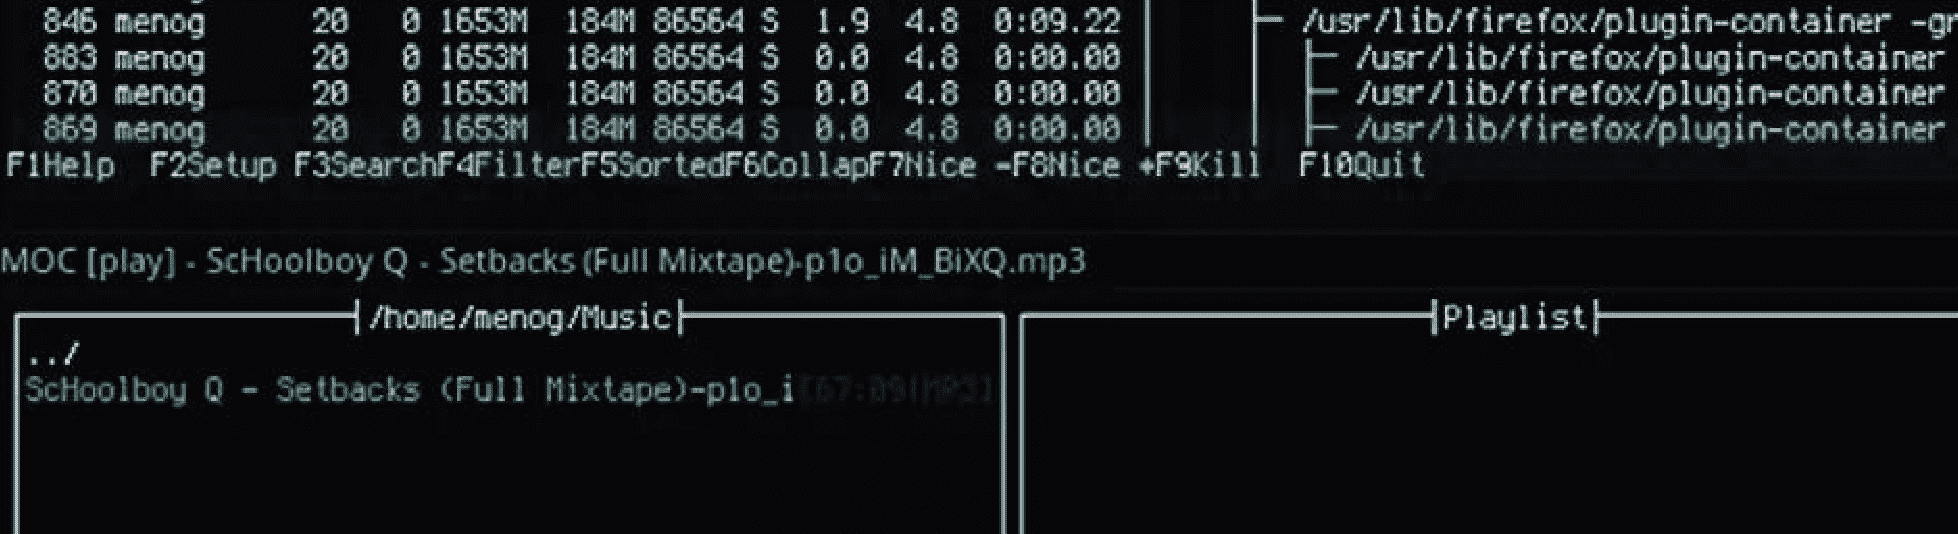 846 menog 20 0 1653M 184M 86564 S 1.9 4.8 0:09.22 /usr/lib/firefox/plugin-container -gr
883 menog 20 0 1653M 184M 86564 S 0.0 4.8 0:00.00 /usr/lib/firefox/plugin-container
870 menog 20 0 1653M 184M 86564 S 0.0 4.8 0:00.00 /usr/lib/firefox/plugin-container
869 menog 20 0 1653M 184M 86564 S 0.0 4.8 0:00.00 /usr/lib/firefox/plugin-container
F1Help F2Setup F3SearchF4FilterF5SortedF6CollapF7Nice -F8Nice +F9Kill F10Quit
MOC [play] - ScHoolboy Q - Setbacks (Full Mixtape)-p1o_iM_BiXQ.mp3
/home/menog/Music
Playlist
../
ScHoolboy Q - Setbacks (Full Mixtape)-p1o_i[67:09|MP3]